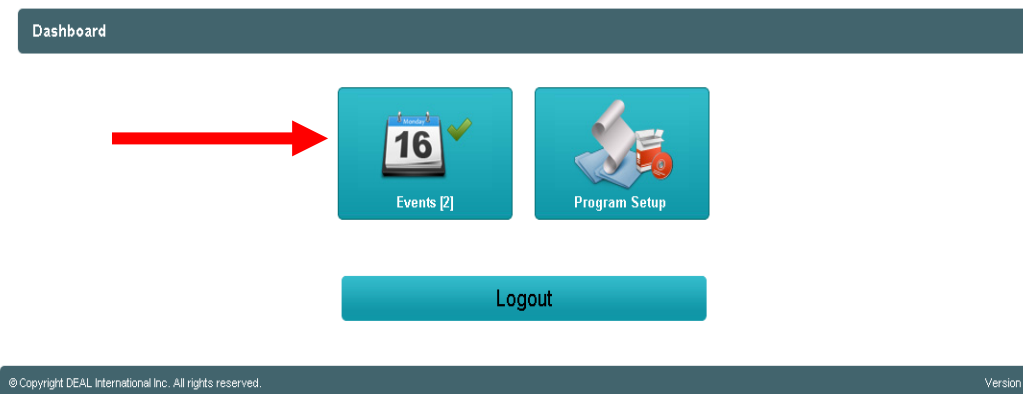 Dashboard
Monday
16
Events [2]
Program Setup
Logout
© Copyright DEAL International Inc. All rights reserved.
Version